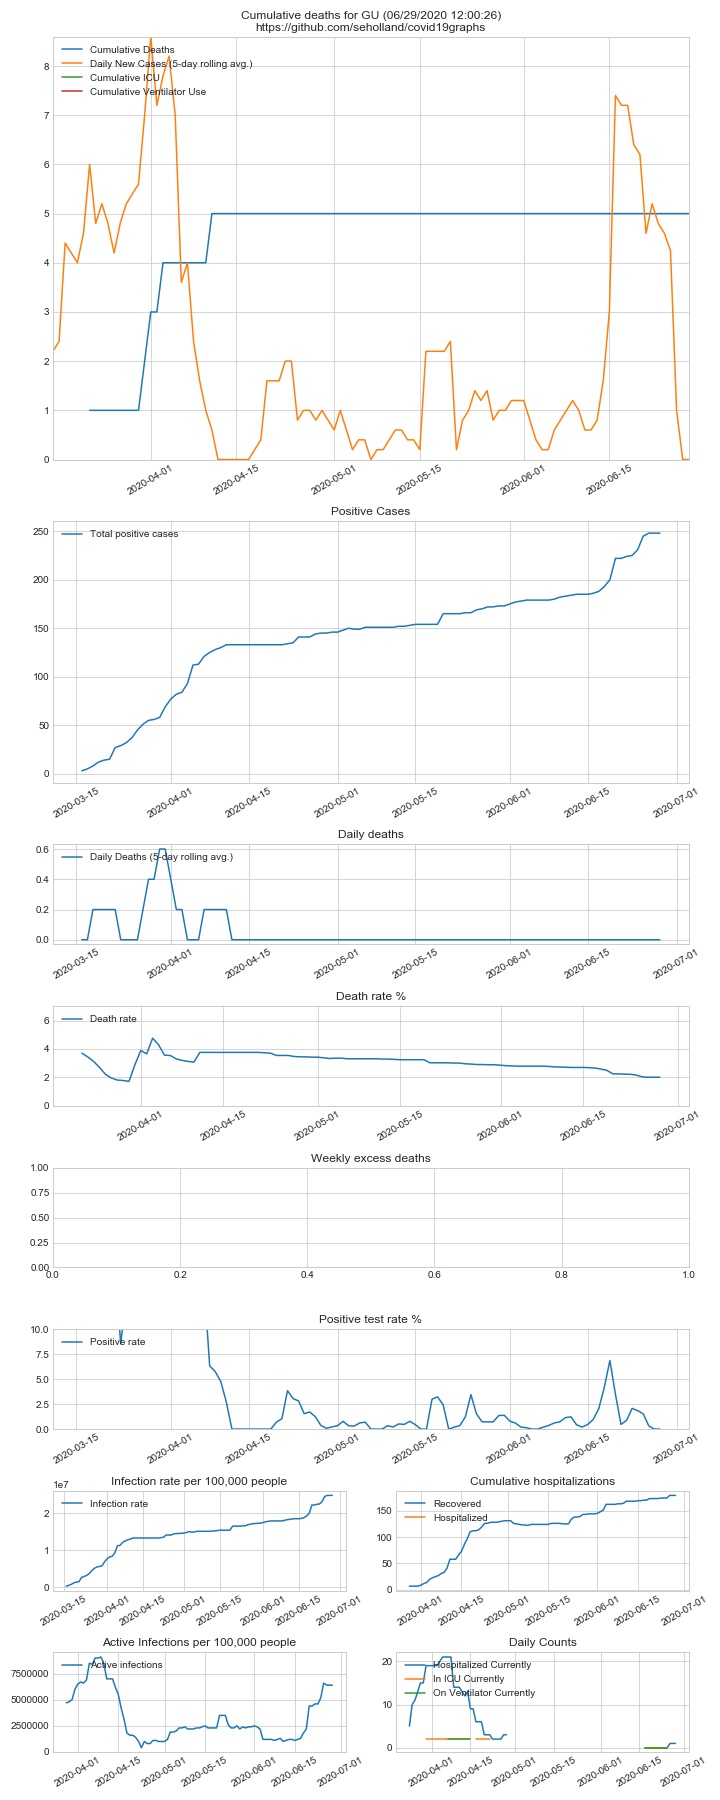 Cumulative deaths for GU (06/29/2020 12:00:26)
https://github.com/seholland/covid19graphs
Cumulative Deaths
Daily New Cases (5-day rolling avg.)
Cumulative ICU
Cumulative Ventilator Use
8
7
6
5
4
3
2
1
0
2020-04-01 2020-04-15 2020-05-01 2020-05-15 2020-06-01 2020-06-15
Positive Cases
Total positive cases
250
200
150
100
50
0
2020-03-15 2020-04-01 2020-04-15 2020-05-01 2020-05-15 2020-06-01 2020-06-15 2020-07-01
Daily deaths
Daily Deaths (5-day rolling avg.)
0.6
0.4
0.2
0.0
2020-03-15 2020-04-01 2020-04-15 2020-05-01 2020-05-15 2020-06-01 2020-06-15 2020-07-01
Death rate %
Death rate
6
4
2
0
2020-04-01 2020-04-15 2020-05-01 2020-05-15 2020-06-01 2020-06-15 2020-07-01
Weekly excess deaths
1.00
0.75
0.50
0.25
0.00
0.0 0.2 0.4 0.6 0.8 1.0
Positive test rate %
Positive rate
10.0
7.5
5.0
2.5
0.0
2020-03-15 2020-04-01 2020-04-15 2020-05-01 2020-05-15 2020-06-01 2020-06-15 2020-07-01
Infection rate per 100,000 people
1e7
Infection rate
2
1
0
2020-03-15 2020-04-01 2020-04-15 2020-05-01 2020-05-15 2020-06-01 2020-06-15 2020-07-01
Cumulative hospitalizations
Recovered
Hospitalized
150
100
50
0
2020-04-01 2020-04-15 2020-05-01 2020-05-15 2020-06-01 2020-06-15 2020-07-01
Active Infections per 100,000 people
Active infections
7500000
5000000
2500000
0
2020-04-01 2020-04-15 2020-05-01 2020-05-15 2020-06-01 2020-06-15 2020-07-01
Daily Counts
Hospitalized Currently
In ICU Currently
On Ventilator Currently
20
10
0
2020-04-01 2020-04-15 2020-05-01 2020-05-15 2020-06-01 2020-06-15 2020-07-01